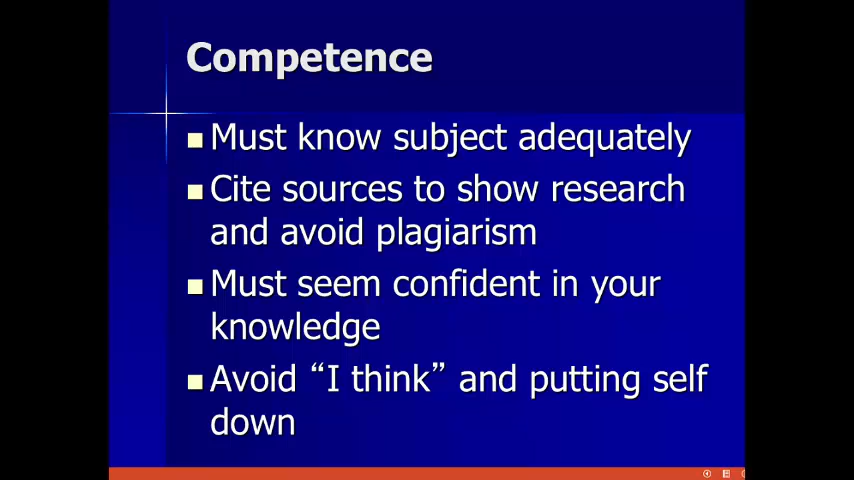 Competence
Must know subject adequately
Cite sources to show research
and avoid plagiarism
Must seem confident in your
knowledge
Avoid “I think” and putting self
down